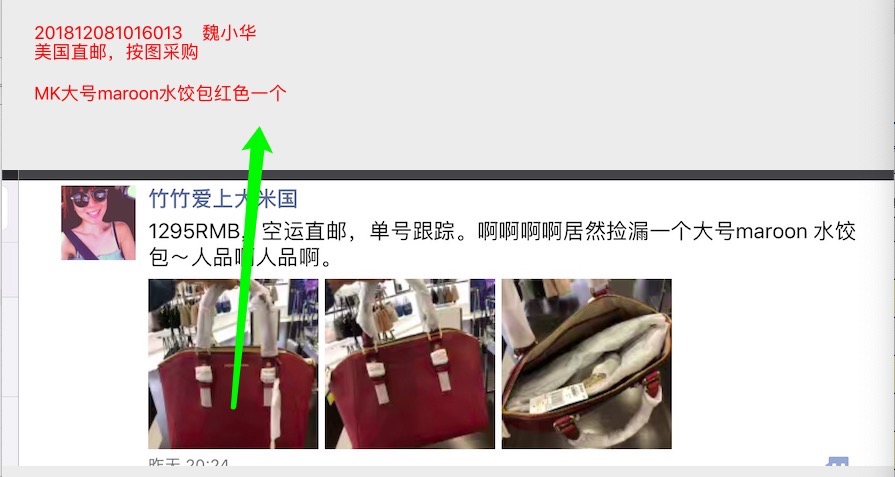 201812081016013 魏小华
美国直邮，按图采购
MK大号maroon水饺包红色一个
竹竹爱上大米国
1295RMB，空运直邮，单号跟踪。啊啊啊啊居然捡漏一个大号maroon 水饺
包～人品啊人品啊。
昨天 20:24